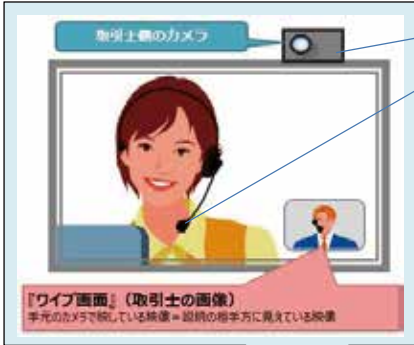 取引士側のカメラ
『ワイプ画面』（取引士の画像）
手元のカメラで映している映像＝説明の相手方に見えている映像